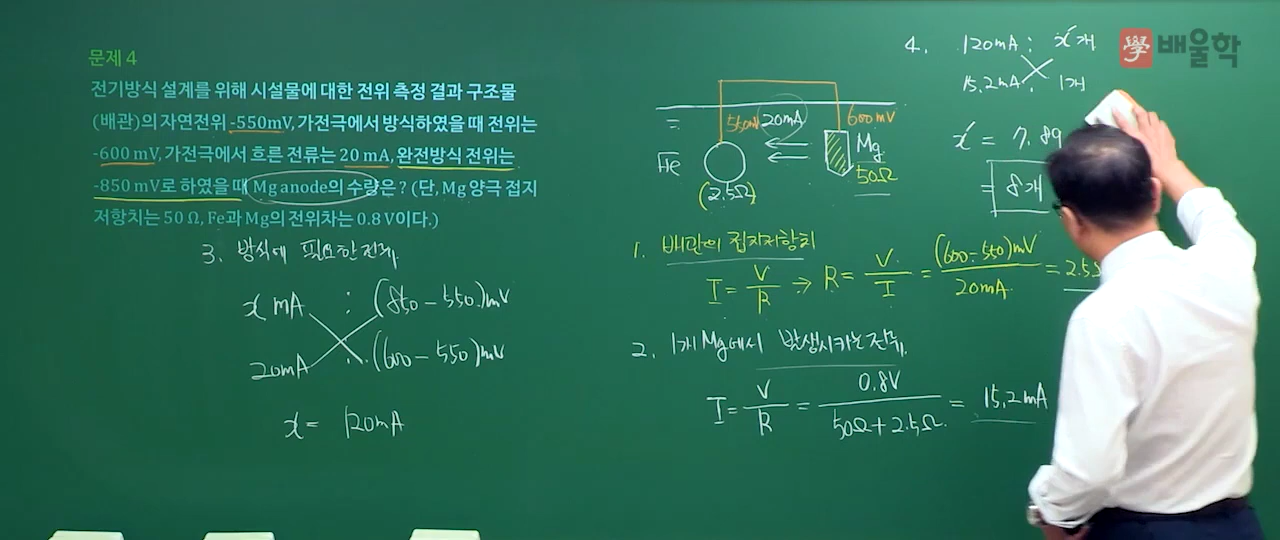 문제 4
전기방식 설계를 위해 시설물에 대한 전위 측정 결과 구조물
(배관)의 자연전위 -550mV, 가전극에서 방식하였을 때 전위는
-600 mV, 가전극에서 흐른 전류는 20 mA, 완전방식 전위는
-850 mV로 하였을 때 Mg anode의 수량은? (단, Mg 양극 접지
저항치는 50 Ω, Fe과 Mg의 전위차는 0.8 V이다.)
3. 방식에 필요한 전류.
x mA : (850-550)mV
20mA : (600-550)mV
x = 120mA
550mV 20mA 600mV
Fe
Mg
50Ω
(2.5Ω)
1. 배관의 접지저항치
I = V/R → R = V/I = (600-550)mV/20mA = 2.5Ω
2. 1개 Mg에서 발생시키는 전류.
I = V/R = 0.8V/50Ω+2.5Ω = 15.2mA
4. 120mA : x개
15.2mA : 1개
x = 7.89
= 8개
學 배울학